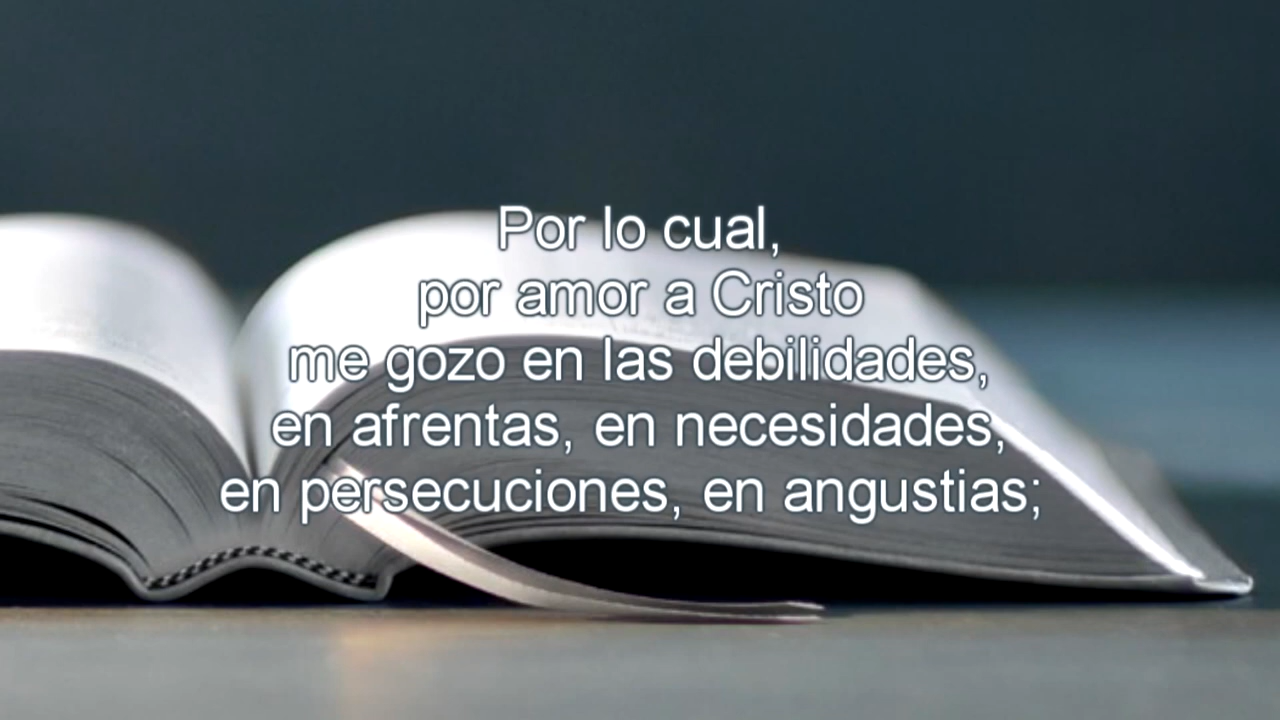 Por lo cual,
por amor a Cristo
me gozo en las debilidades,
en afrentas, en necesidades,
en persecuciones, en angustias;